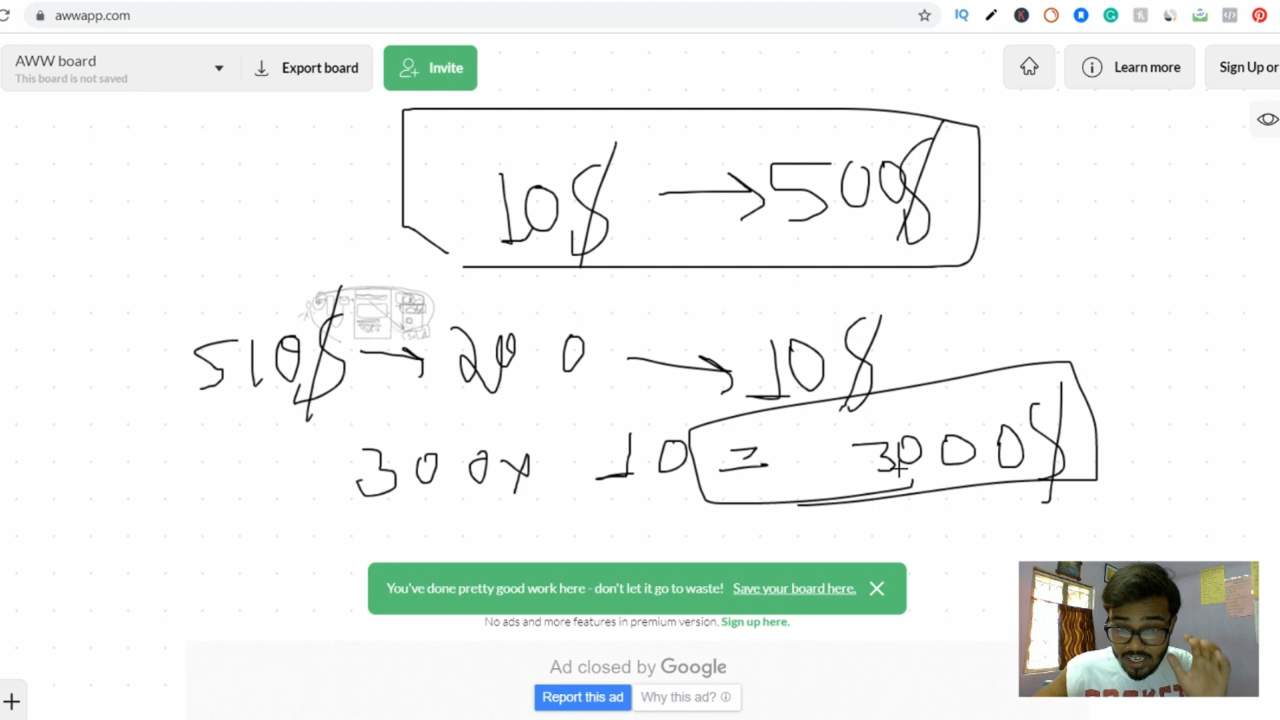 awwapp.com
IQ
AWW board
This board is not saved
Export board
Invite
Learn more
Sign Up or
10$ → 500$
510$ → 200 → 10$
300x 10 = 3000$
You've done pretty good work here - don't let it go to waste! Save your board here.
No ads and more features in premium version. Sign up here.
Ad closed by Google
Report this ad
Why this ad?